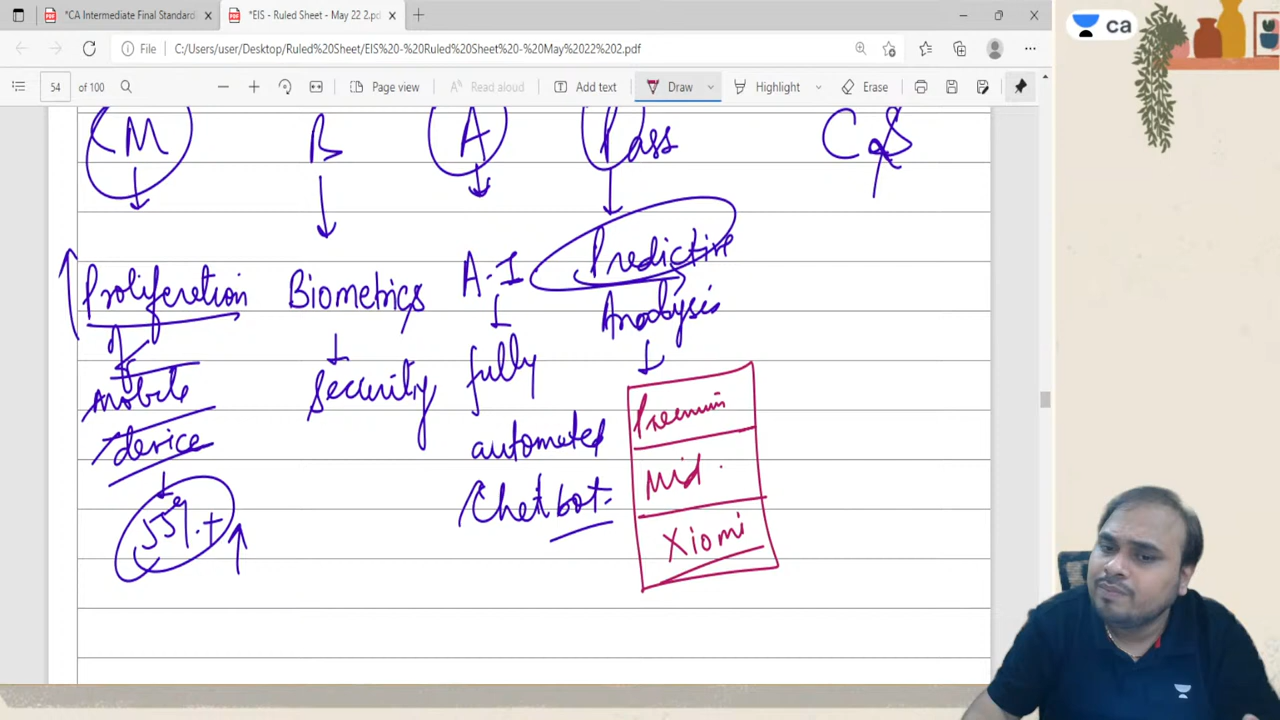 *CA Intermediate Final Standard
*EIS - Ruled Sheet - May 22 2.pd
File
C:/Users/user/Desktop/Ruled%20Sheet/EIS%20-%20Ruled%20Sheet%20-%20May%2022%202.pdf
ca
54 of 100
Page view
Read aloud
Add text
Draw
Highlight
Erase
M B A Pass
Proliferation
mobile
device
55%+
Biometrics
Security
A.I
fully
automated
Chatbot.
Predictive
Analysis
Premium
Mid
Xiomi